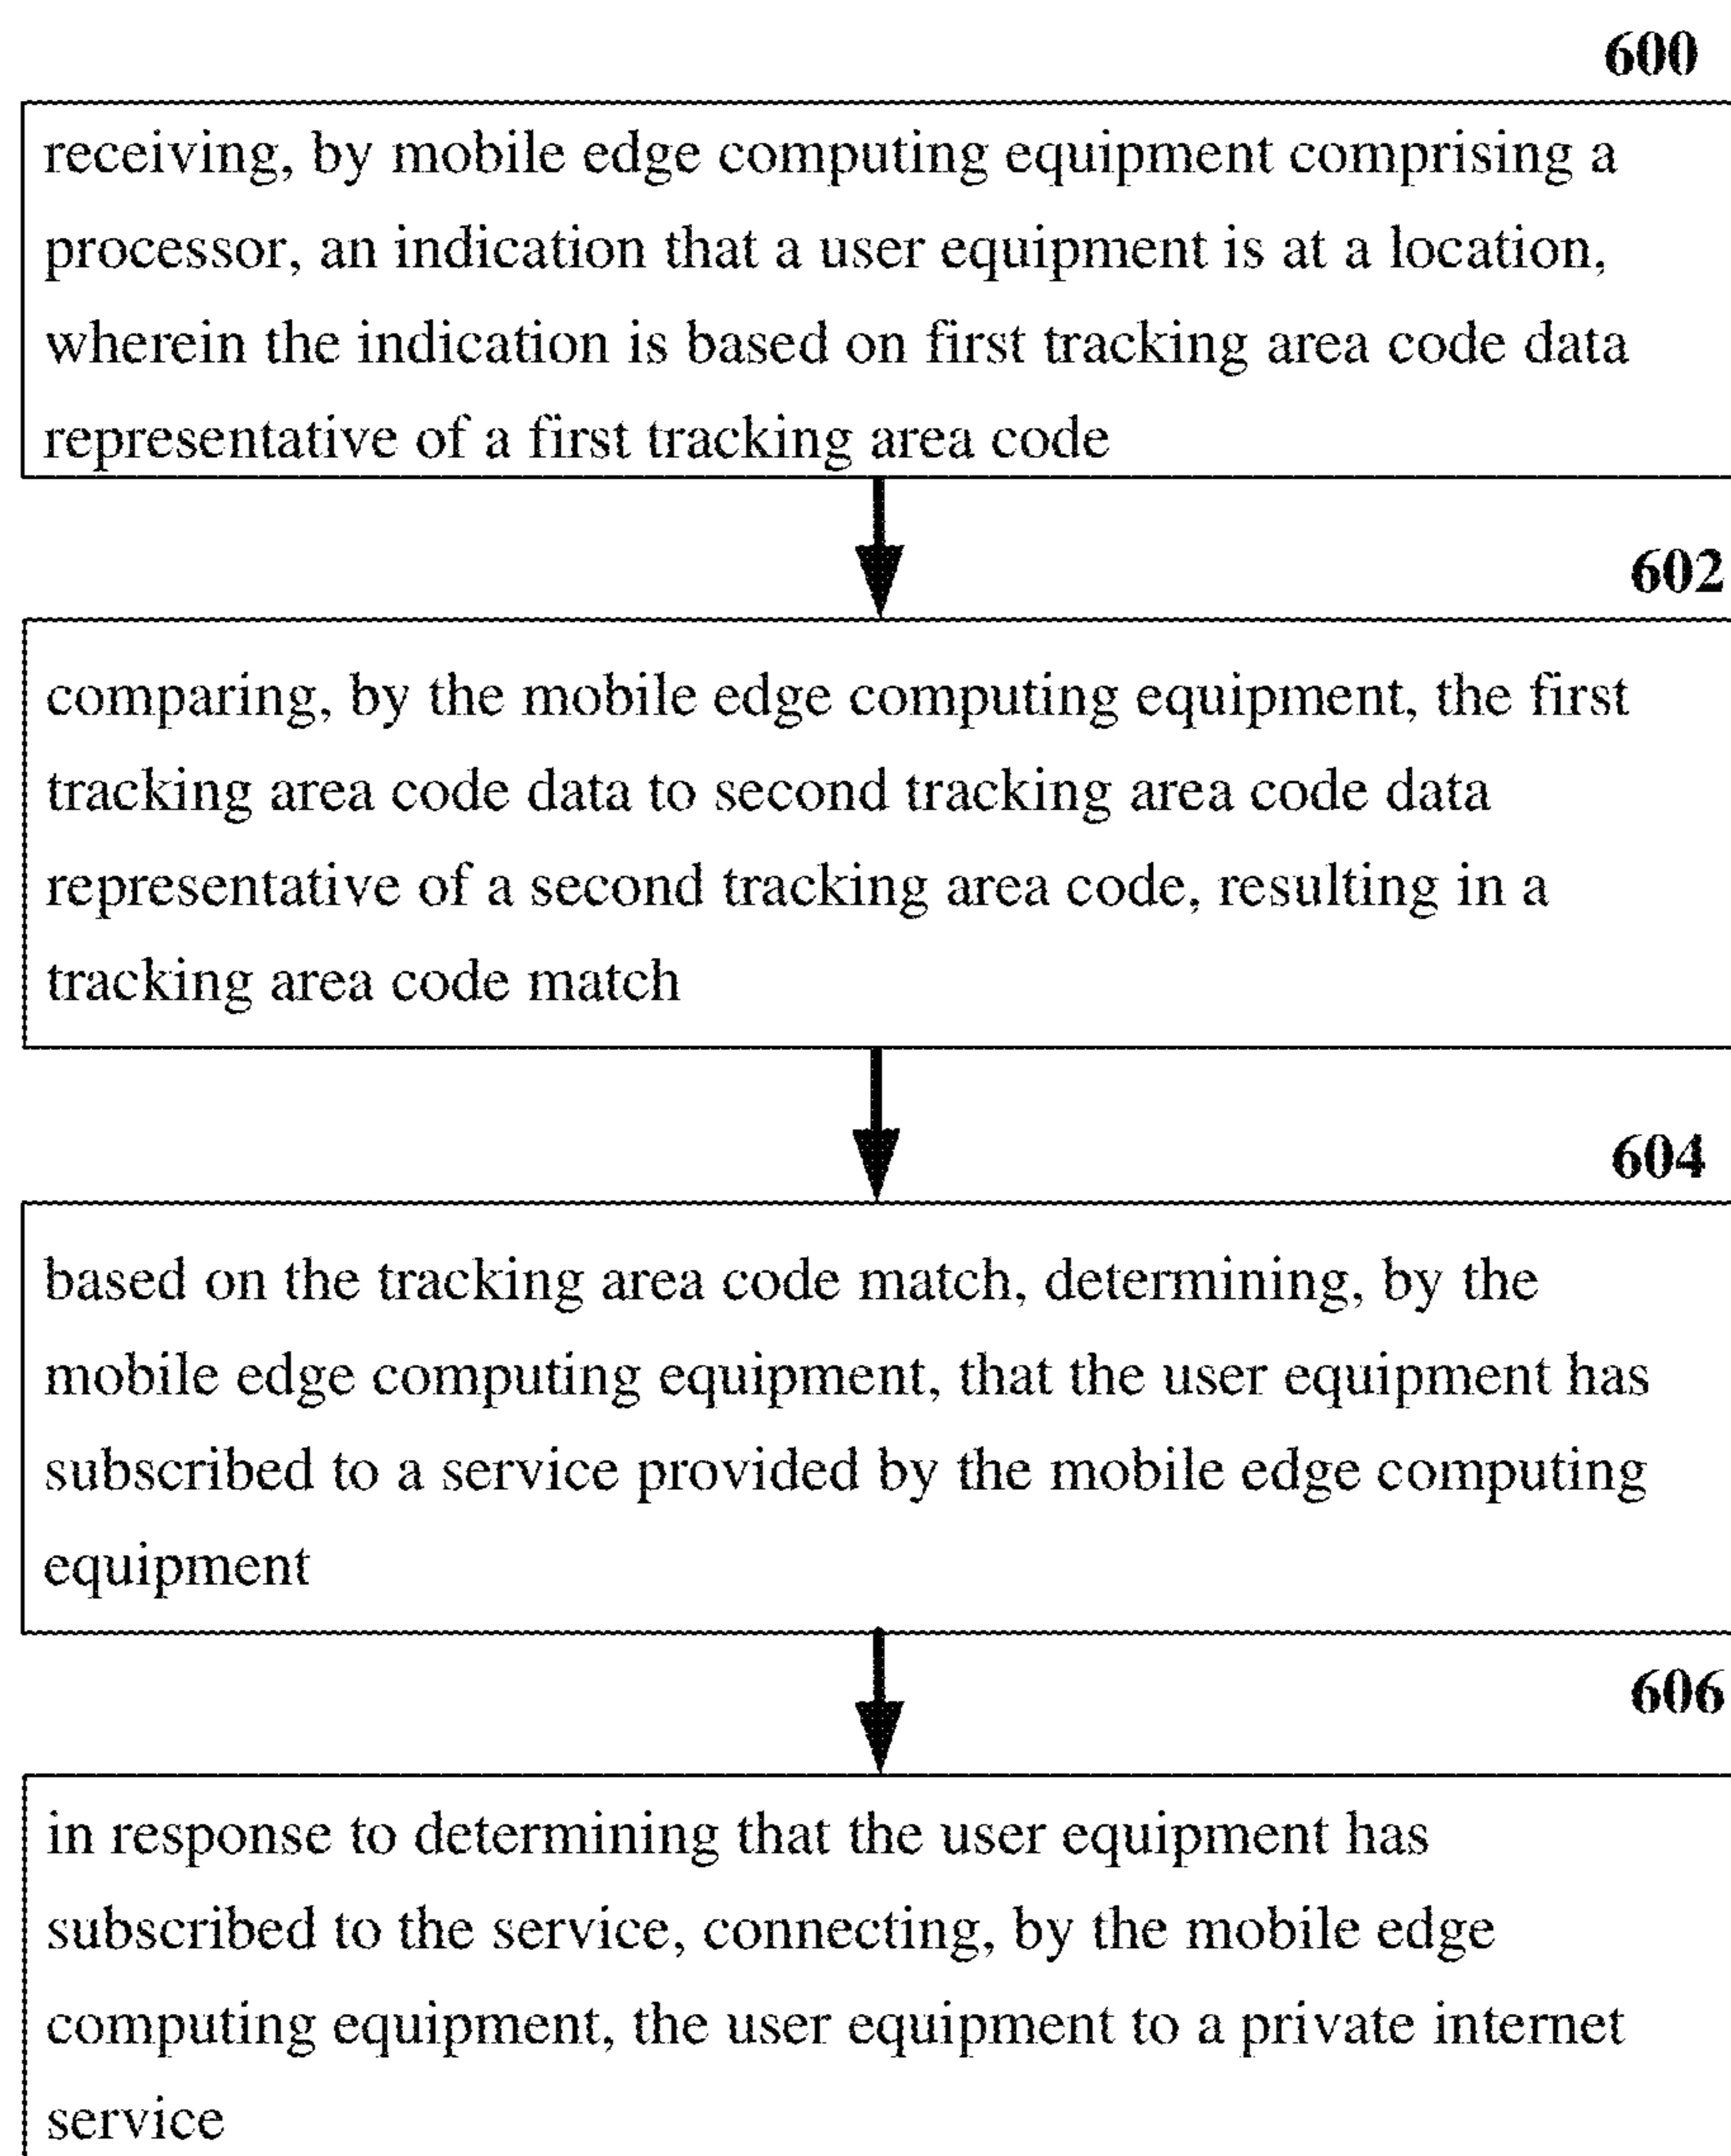 600
receiving, by mobile edge computing equipment comprising a
processor, an indication that a user equipment is at a location,
wherein the indication is based on first tracking area code data
representative of a first tracking area code
602
comparing, by the mobile edge computing equipment, the first
tracking area code data to second tracking area code data
representative of a second tracking area code, resulting in a
tracking area code match
604
based on the tracking area code match, determining, by the
mobile edge computing equipment, that the user equipment has
subscribed to a service provided by the mobile edge computing
equipment
606
in response to determining that the user equipment has
subscribed to the service, connecting, by the mobile edge
computing equipment, the user equipment to a private internet
service